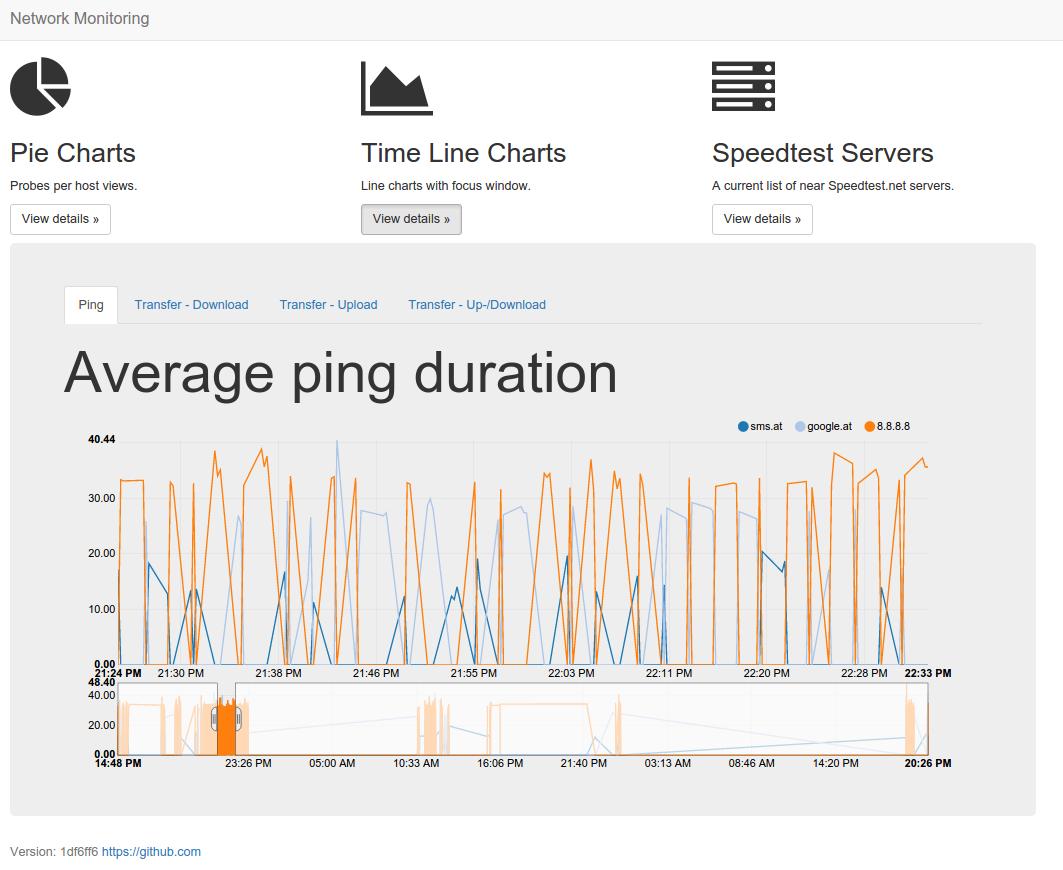 Network Monitoring
Pie Charts
Probes per host views.
View details »
Time Line Charts
Line charts with focus window.
View details »
Speedtest Servers
A current list of near Speedtest.net servers.
View details »
Ping Transfer - Download Transfer - Upload Transfer - Up-/Download
Average ping duration
sms.at google.at 8.8.8.8
40.44
30.00
20.00
10.00
0.00
21:24 PM 21:30 PM 21:38 PM 21:46 PM 21:55 PM 22:03 PM 22:11 PM 22:20 PM 22:28 PM 22:33 PM
48.40
40.00
20.00
0.00
14:48 PM 23:26 PM 05:00 AM 10:33 AM 16:06 PM 21:40 PM 03:13 AM 08:46 AM 14:20 PM 20:26 PM
Version: 1df6ff6 https://github.com